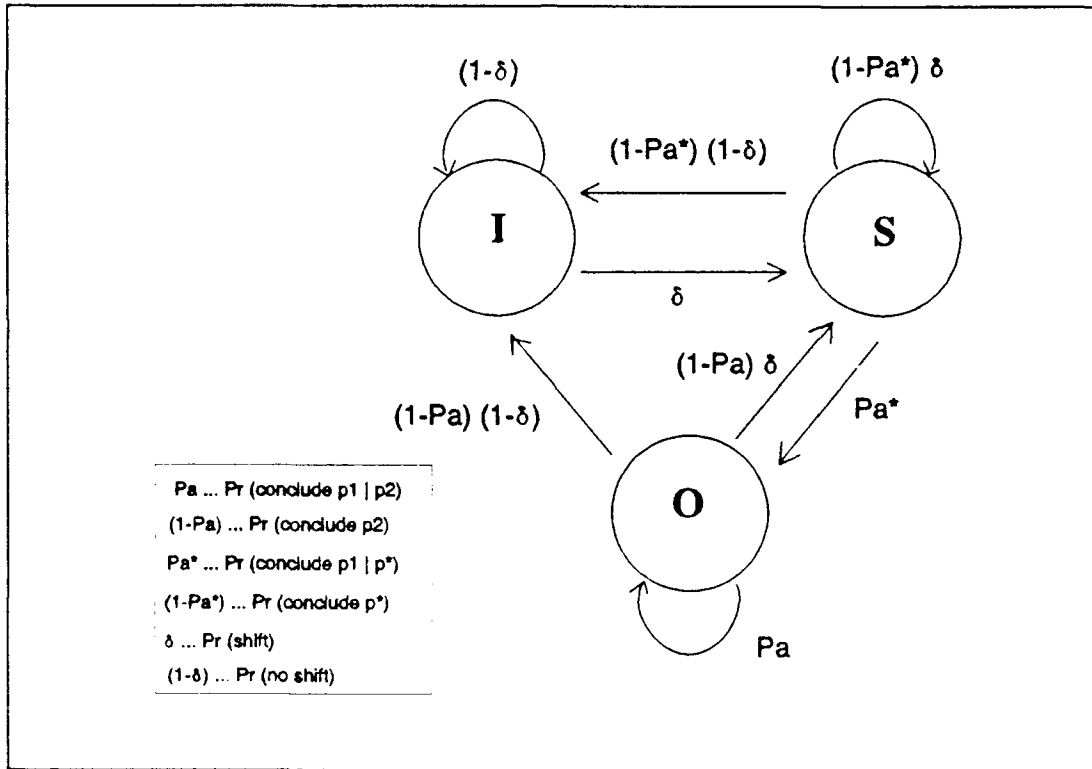 (1-δ)
(1-Pa*) δ
(1-Pa*) (1-δ)
I
S
δ
(1-Pa) δ
Pa*
(1-Pa) (1-δ)
O
Pa
Pa ... Pr (conclude p1 | p2)
(1-Pa) ... Pr (conclude p2)
Pa* ... Pr (conclude p1 | p*)
(1-Pa*) ... Pr (conclude p*)
δ ... Pr (shift)
(1-δ) ... Pr (no shift)